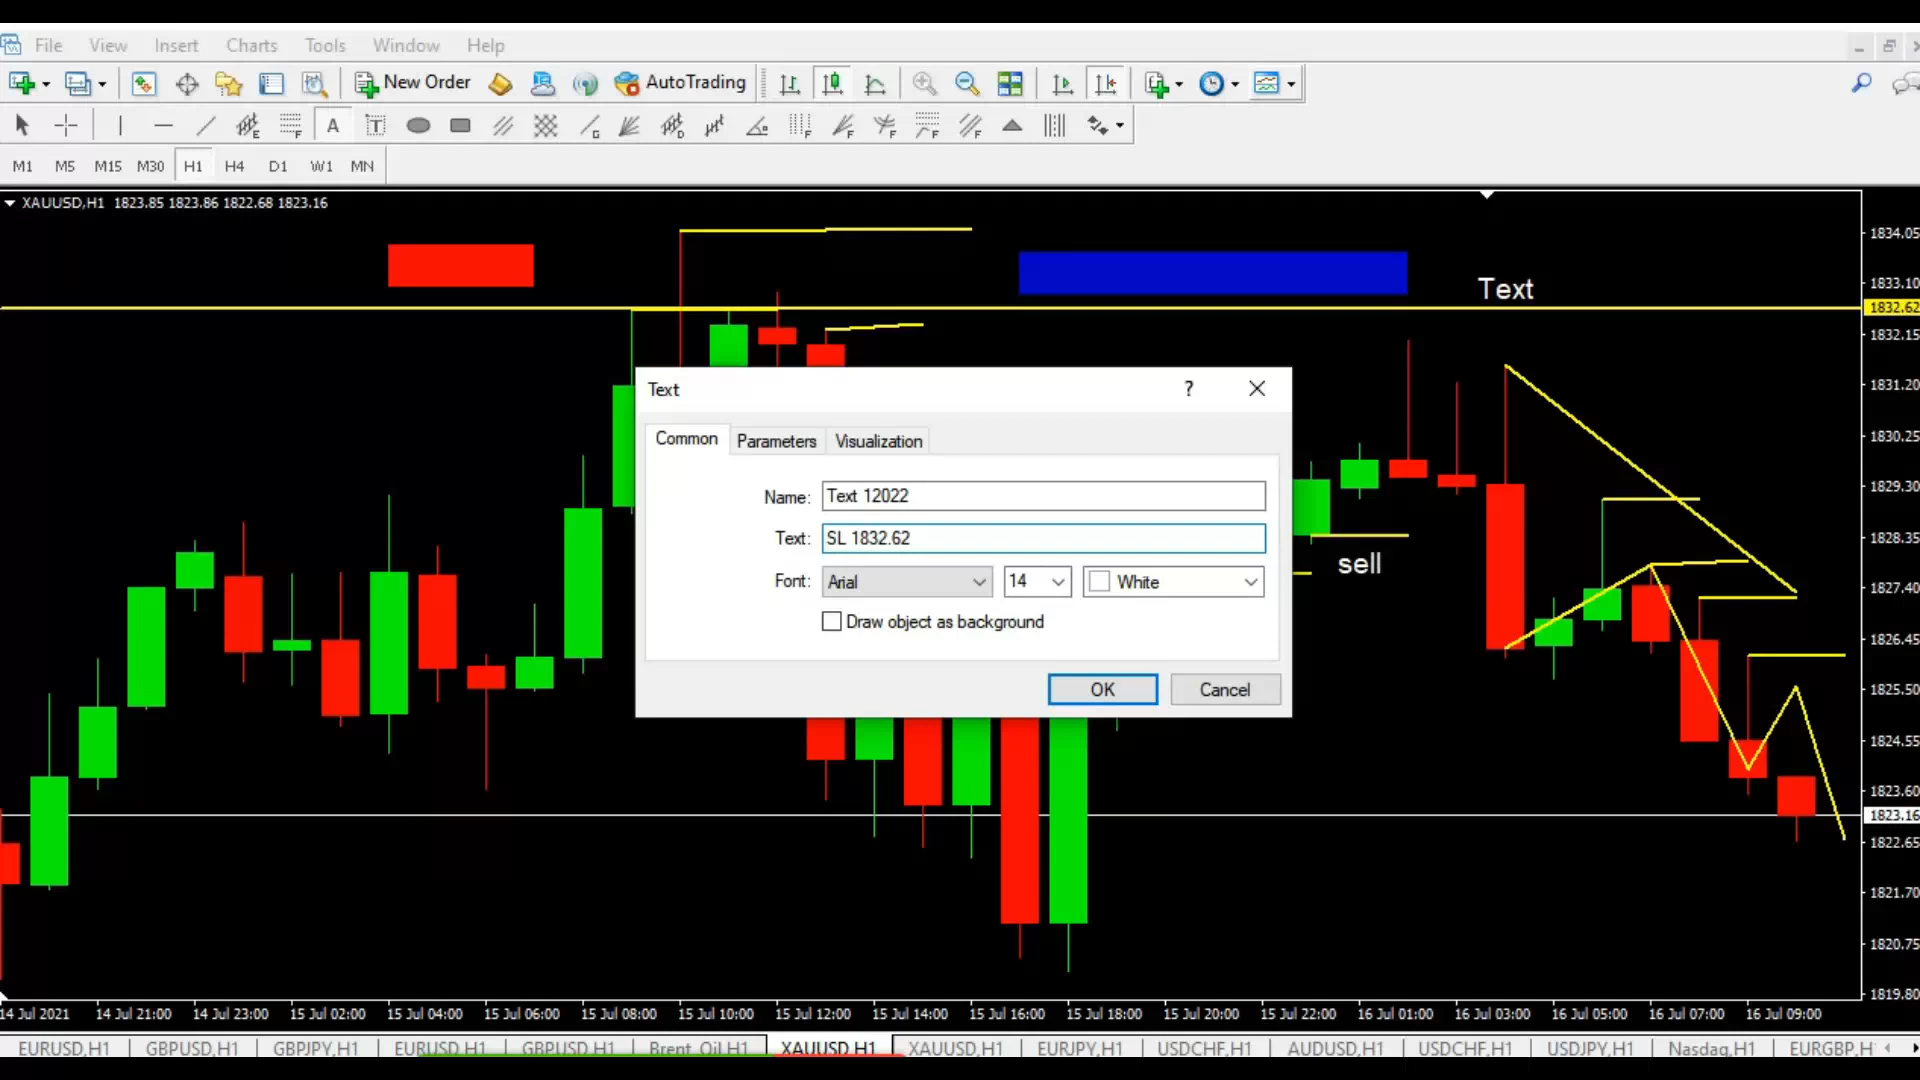 File View Insert Charts Tools Window Help
New Order AutoTrading
M1 M5 M15 M30 H1 H4 D1 W1 MN
XAUUSD,H1 1823.85 1823.86 1822.68 1823.16
1834.05
1833.10
Text
1832.62
1832.15
1831.20
1830.25
1829.30
1828.35
1827.40
1826.45
1825.50
1824.55
1823.60
1823.16
1822.65
1821.70
1820.75
1819.80
Text ?
Common Parameters Visualization
Name: Text 12022
Text: SL 1832.62
Font: Arial 14 White
Draw object as background
OK Cancel
sell
14 Jul 2021 14 Jul 21:00 14 Jul 23:00 15 Jul 02:00 15 Jul 04:00 15 Jul 06:00 15 Jul 08:00 15 Jul 10:00 15 Jul 12:00 15 Jul 14:00 15 Jul 16:00 15 Jul 18:00 15 Jul 20:00 15 Jul 22:00 16 Jul 01:00 16 Jul 03:00 16 Jul 05:00 16 Jul 07:00 16 Jul 09:00
EURUSD,H1 GBPUSD,H1 GBPJPY,H1 EURUSD,H1 GBPUSD,H1 Brent_Oil,H1 XAUUSD,H1 XAUUSD,H1 EURJPY,H1 USDCHF,H1 AUDUSD,H1 USDCHF,H1 USDJPY,H1 Nasdaq,H1 EURGBP,H